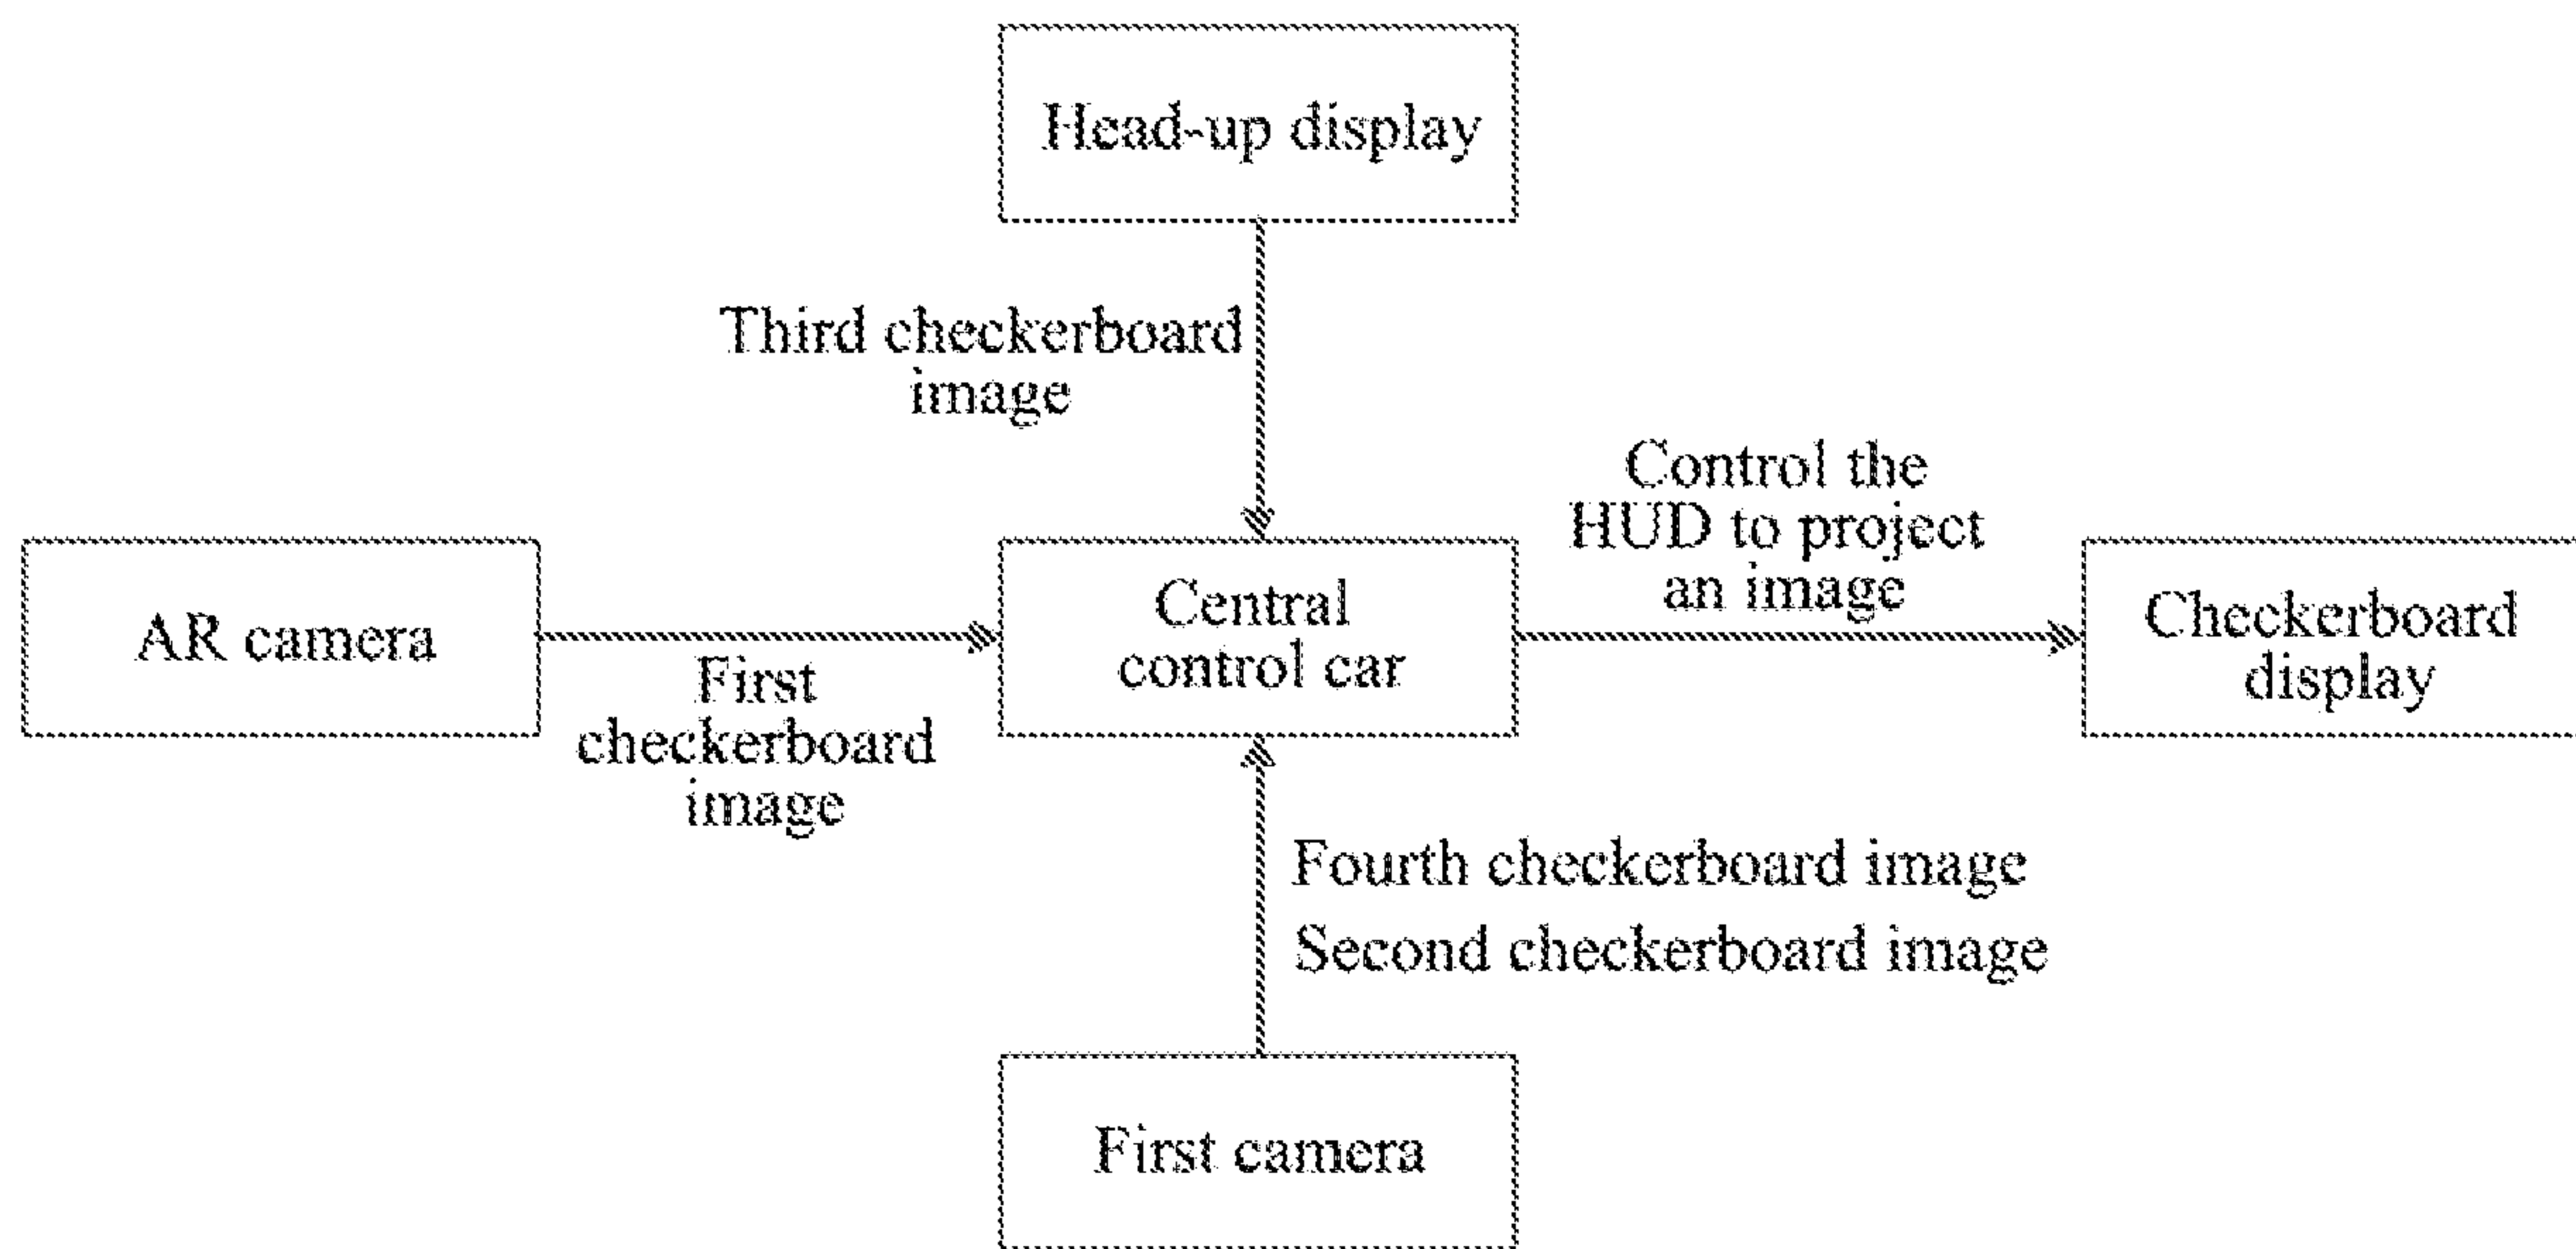 Head-up display
Third checkerboard
image
Control the
HUD to project
an image
AR camera
First
checkerboard
image
Central
control car
Checkerboard
display
Fourth checkerboard image
Second checkerboard image
First camera